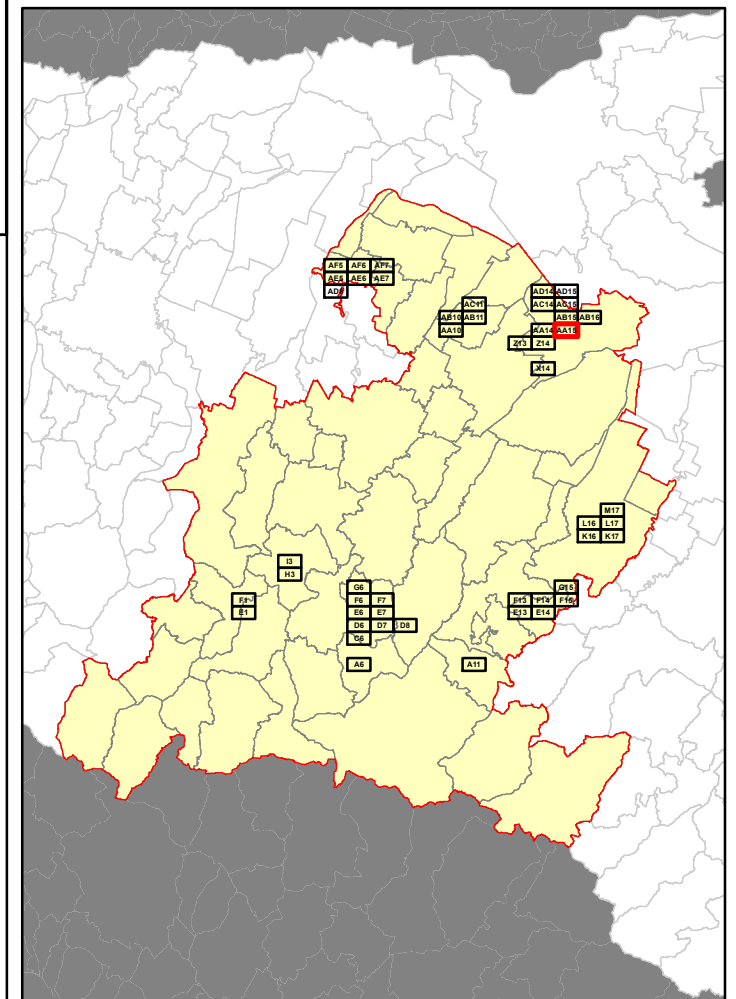 AF5 AF6 AF7
AE5 AE6 AE7
AD5
AD14 AD15
AC11 AC14 AC15
AB10 AB11 AB15 AB16
AA10 AA14 AA15
Z13 Z14
X14
M17
L16 L17
K16 K17
I3
H3
G6 G15
F1 F6 F7 F13 F14 F15
E1 E6 E7 E13 E14
D6 D7 D8
C6
A6 A11